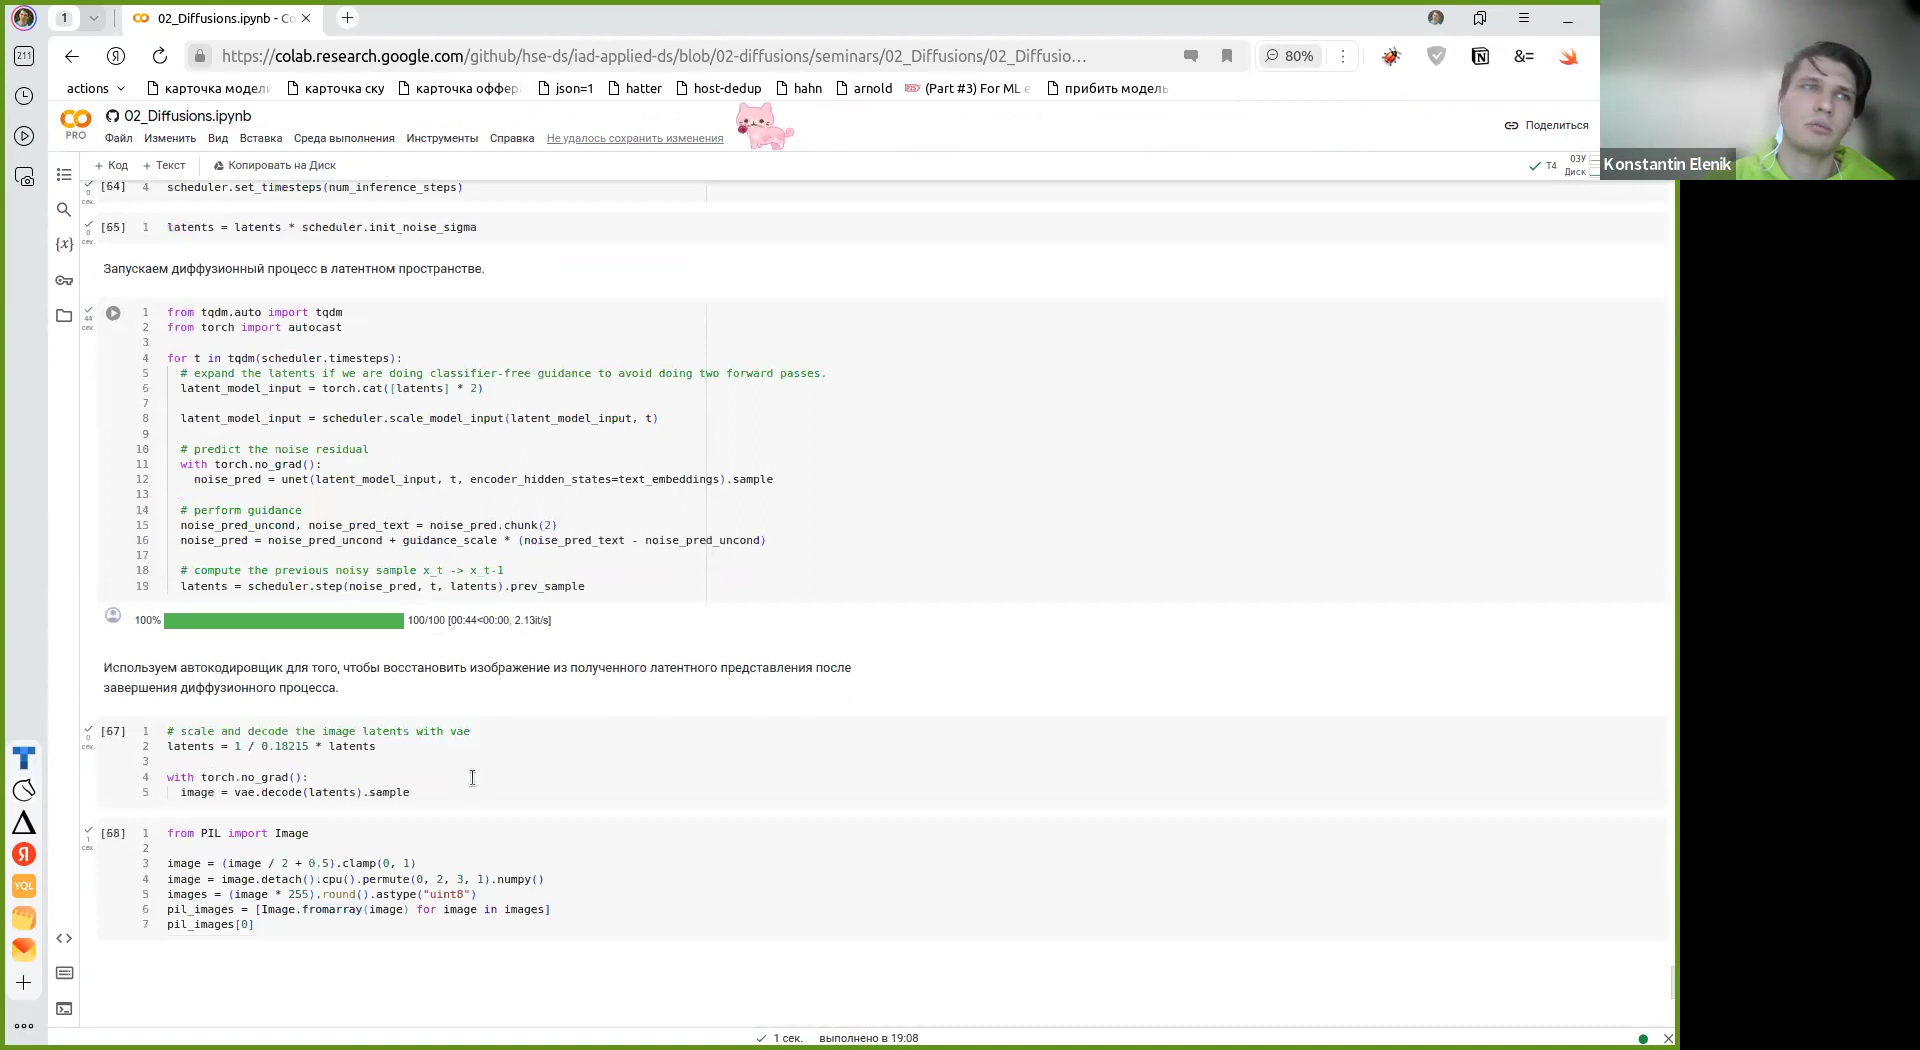 1
02_Diffusions.ipynb - Co
211
https://colab.research.google.com/github/hse-ds/iad-applied-ds/blob/02-diffusions/seminars/02_Diffusions/02_Diffusio…
80%
actions
карточка модели
карточка ску
карточка оффер
json=1
hatter
host-dedup
hahn
arnold
(Part #3) For ML e
прибить модель
PRO
02_Diffusions.ipynb
Файл Изменить Вид Вставка Среда выполнения Инструменты Справка Не удалось сохранить изменения
Поделиться
+ Код + Текст Копировать на Диск
T4 ОЗУ
Диск
Konstantin Elenik
[64] 4 scheduler.set_timesteps(num_inference_steps)
0
сек.
[65] 1 latents = latents * scheduler.init_noise_sigma
0
сек.
Запускаем диффузионный процесс в латентном пространстве.
44
сек.
1 from tqdm.auto import tqdm
2 from torch import autocast
3
4 for t in tqdm(scheduler.timesteps):
5 # expand the latents if we are doing classifier-free guidance to avoid doing two forward passes.
6 latent_model_input = torch.cat([latents] * 2)
7
8 latent_model_input = scheduler.scale_model_input(latent_model_input, t)
9
10 # predict the noise residual
11 with torch.no_grad():
12 noise_pred = unet(latent_model_input, t, encoder_hidden_states=text_embeddings).sample
13
14 # perform guidance
15 noise_pred_uncond, noise_pred_text = noise_pred.chunk(2)
16 noise_pred = noise_pred_uncond + guidance_scale * (noise_pred_text - noise_pred_uncond)
17
18 # compute the previous noisy sample x_t -> x_t-1
19 latents = scheduler.step(noise_pred, t, latents).prev_sample
100% 100/100 [00:44<00:00, 2.13it/s]
Используем автокодировщик для того, чтобы восстановить изображение из полученного латентного представления после
завершения диффузионного процесса.
[67] 1 # scale and decode the image latents with vae
0
сек.
2 latents = 1 / 0.18215 * latents
3
4 with torch.no_grad():
5 image = vae.decode(latents).sample
[68] 1 from PIL import Image
1
сек.
2
3 image = (image / 2 + 0.5).clamp(0, 1)
4 image = image.detach().cpu().permute(0, 2, 3, 1).numpy()
5 images = (image * 255).round().astype("uint8")
6 pil_images = [Image.fromarray(image) for image in images]
7 pil_images[0]
Я
YQL
1 сек. выполнено в 19:08